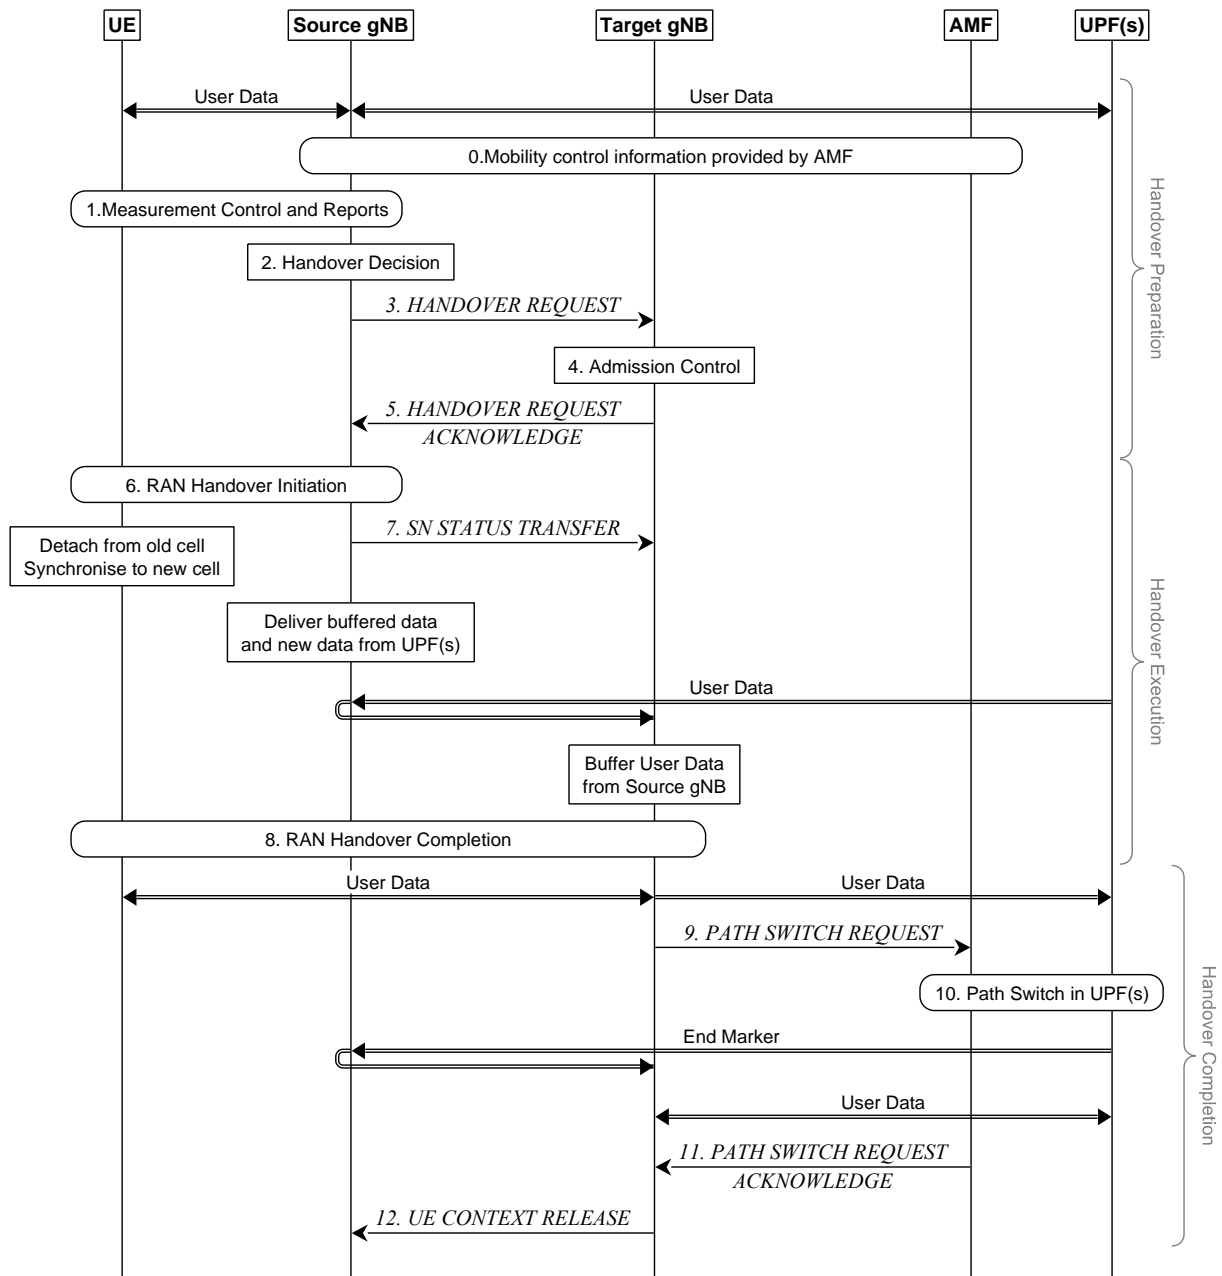 UE
Source gNB
Target gNB
AMF
UPF(s)
User Data
User Data
0.Mobility control information provided by AMF
1.Measurement Control and Reports
2. Handover Decision
3. HANDOVER REQUEST
4. Admission Control
5. HANDOVER REQUEST
ACKNOWLEDGE
Handover Preparation
6. RAN Handover Initiation
7. SN STATUS TRANSFER
Detach from old cell
Synchronise to new cell
Deliver buffered data
and new data from UPF(s)
User Data
Buffer User Data
from Source gNB
8. RAN Handover Completion
Handover Execution
User Data
User Data
9. PATH SWITCH REQUEST
10. Path Switch in UPF(s)
End Marker
User Data
11. PATH SWITCH REQUEST
ACKNOWLEDGE
12. UE CONTEXT RELEASE
Handover Completion